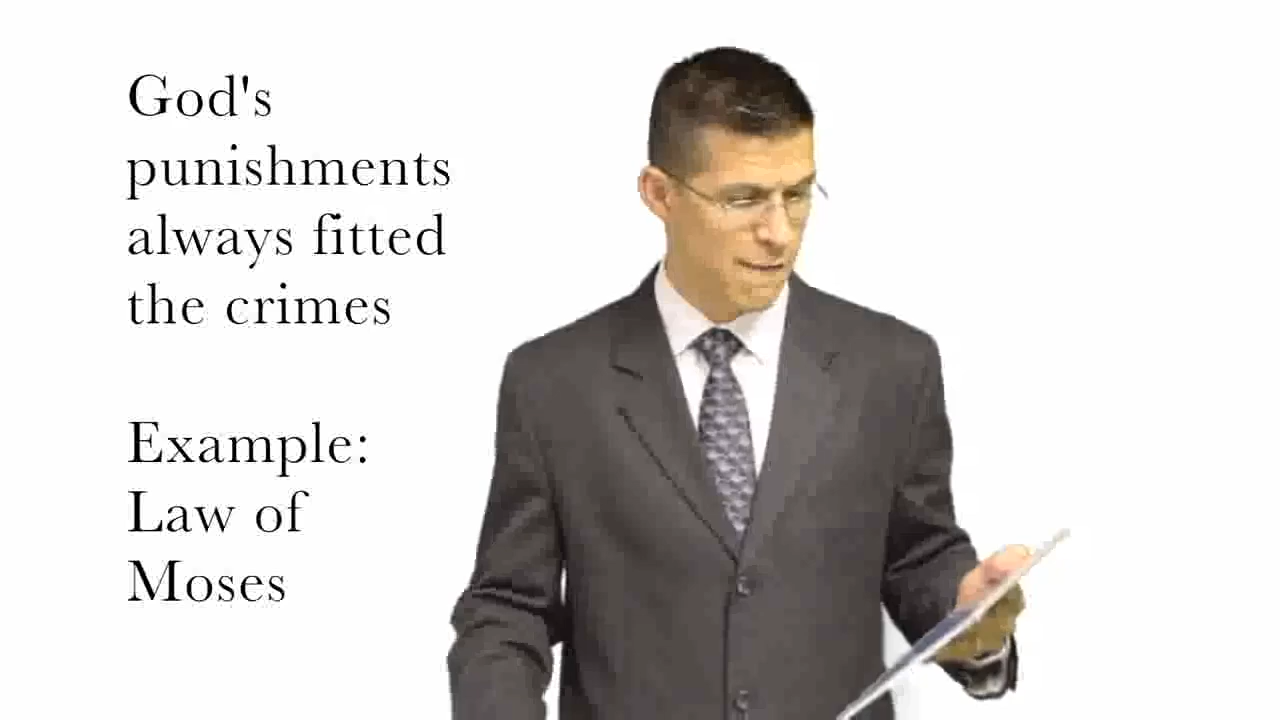 God's
punishments
always fitted
the crimes
Example:
Law of
Moses